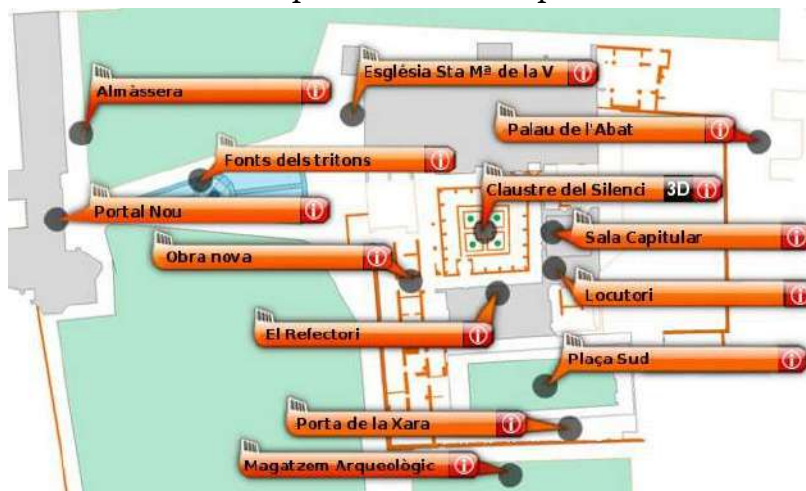 Església Sta Mª de la V
Almàssera
Palau de l'Abat
Fonts dels tritons
Claustre del Silenci 3D
Portal Nou
Sala Capitular
Obra nova
Locutori
El Refectori
Plaça Sud
Porta de la Xara
Magatzem Arqueològic